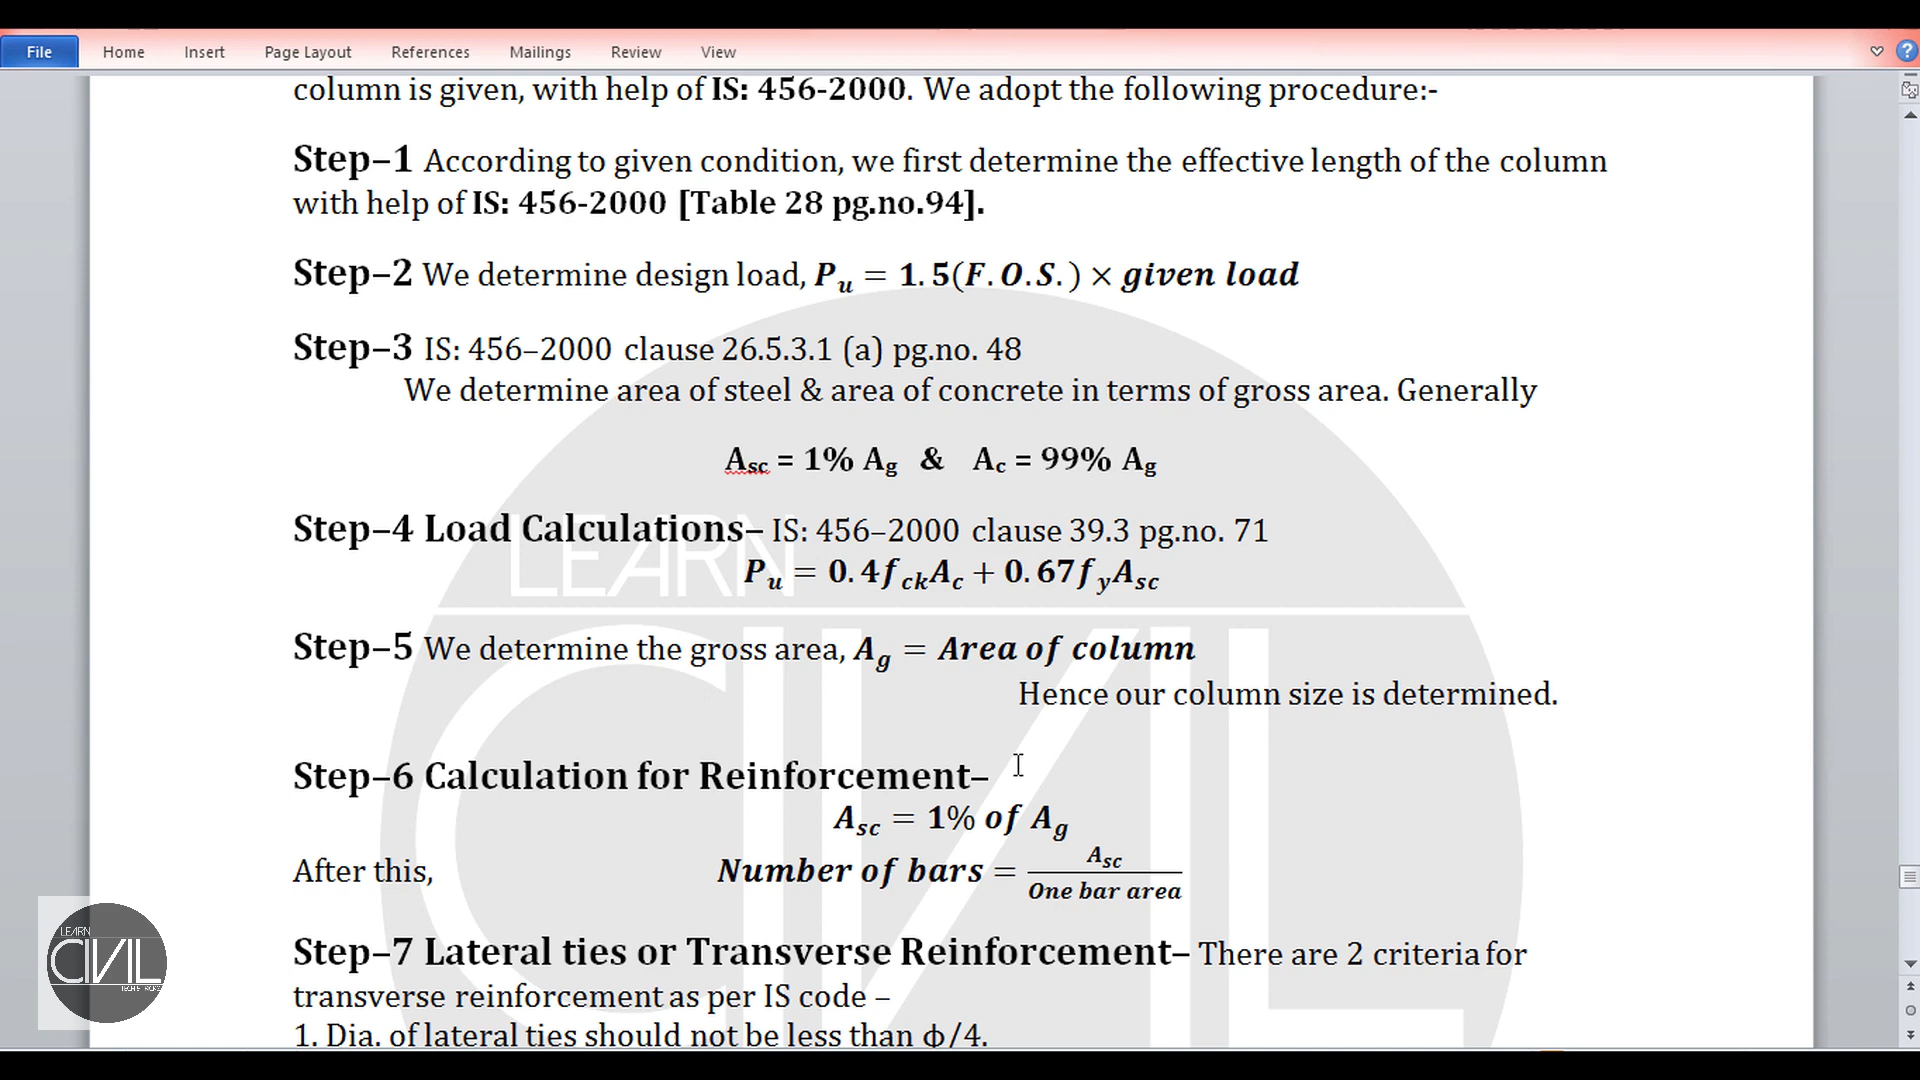 File Home Insert Page Layout References Mailings Review View
column is given, with help of IS: 456-2000. We adopt the following procedure:-
Step–1 According to given condition, we first determine the effective length of the column
with help of IS: 456-2000 [Table 28 pg.no.94].
Step–2 We determine design load, Pu = 1.5(F.O.S.) × given load
Step–3 IS: 456–2000 clause 26.5.3.1 (a) pg.no. 48
We determine area of steel & area of concrete in terms of gross area. Generally
Asc = 1% Ag & Ac = 99% Ag
Step–4 Load Calculations– IS: 456–2000 clause 39.3 pg.no. 71
Pu = 0.4fckAc + 0.67fyAsc
Step–5 We determine the gross area, Ag = Area of column
Hence our column size is determined.
Step–6 Calculation for Reinforcement–
Asc = 1% of Ag
After this, Number of bars = Asc / One bar area
Step–7 Lateral ties or Transverse Reinforcement– There are 2 criteria for
transverse reinforcement as per IS code –
1. Dia. of lateral ties should not be less than ϕ/4.
LEARN
CIVIL
LEARN
CIVIL